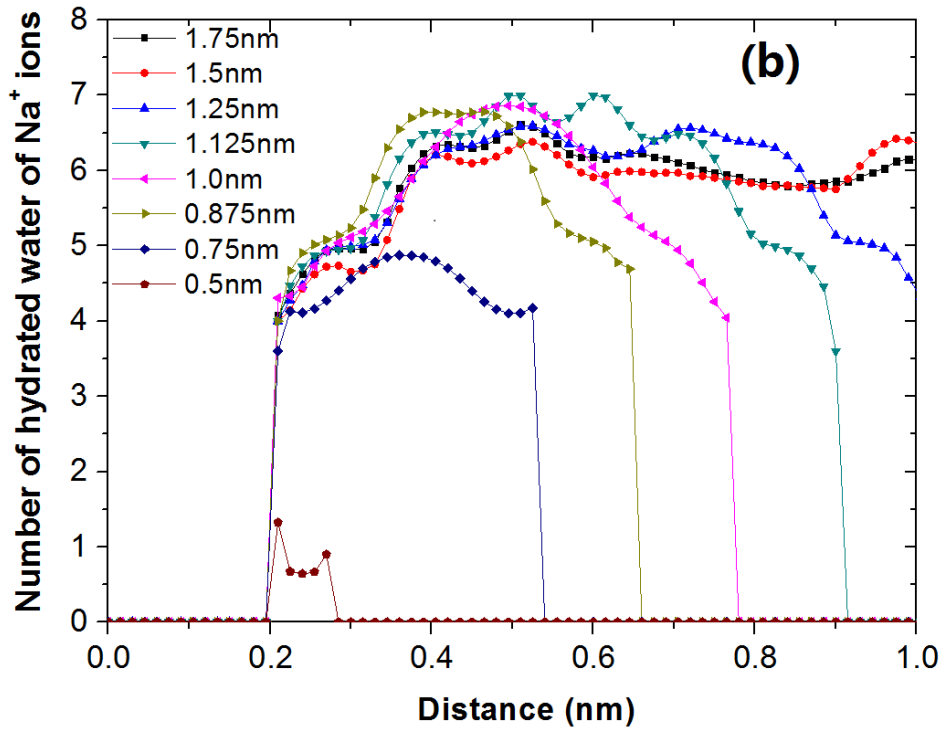 (b)
1.75nm
1.5nm
1.25nm
1.125nm
1.0nm
0.875nm
0.75nm
0.5nm
Number of hydrated water of Na⁺ ions
8
7
6
5
4
3
2
1
0
0.0 0.2 0.4 0.6 0.8 1.0
Distance (nm)